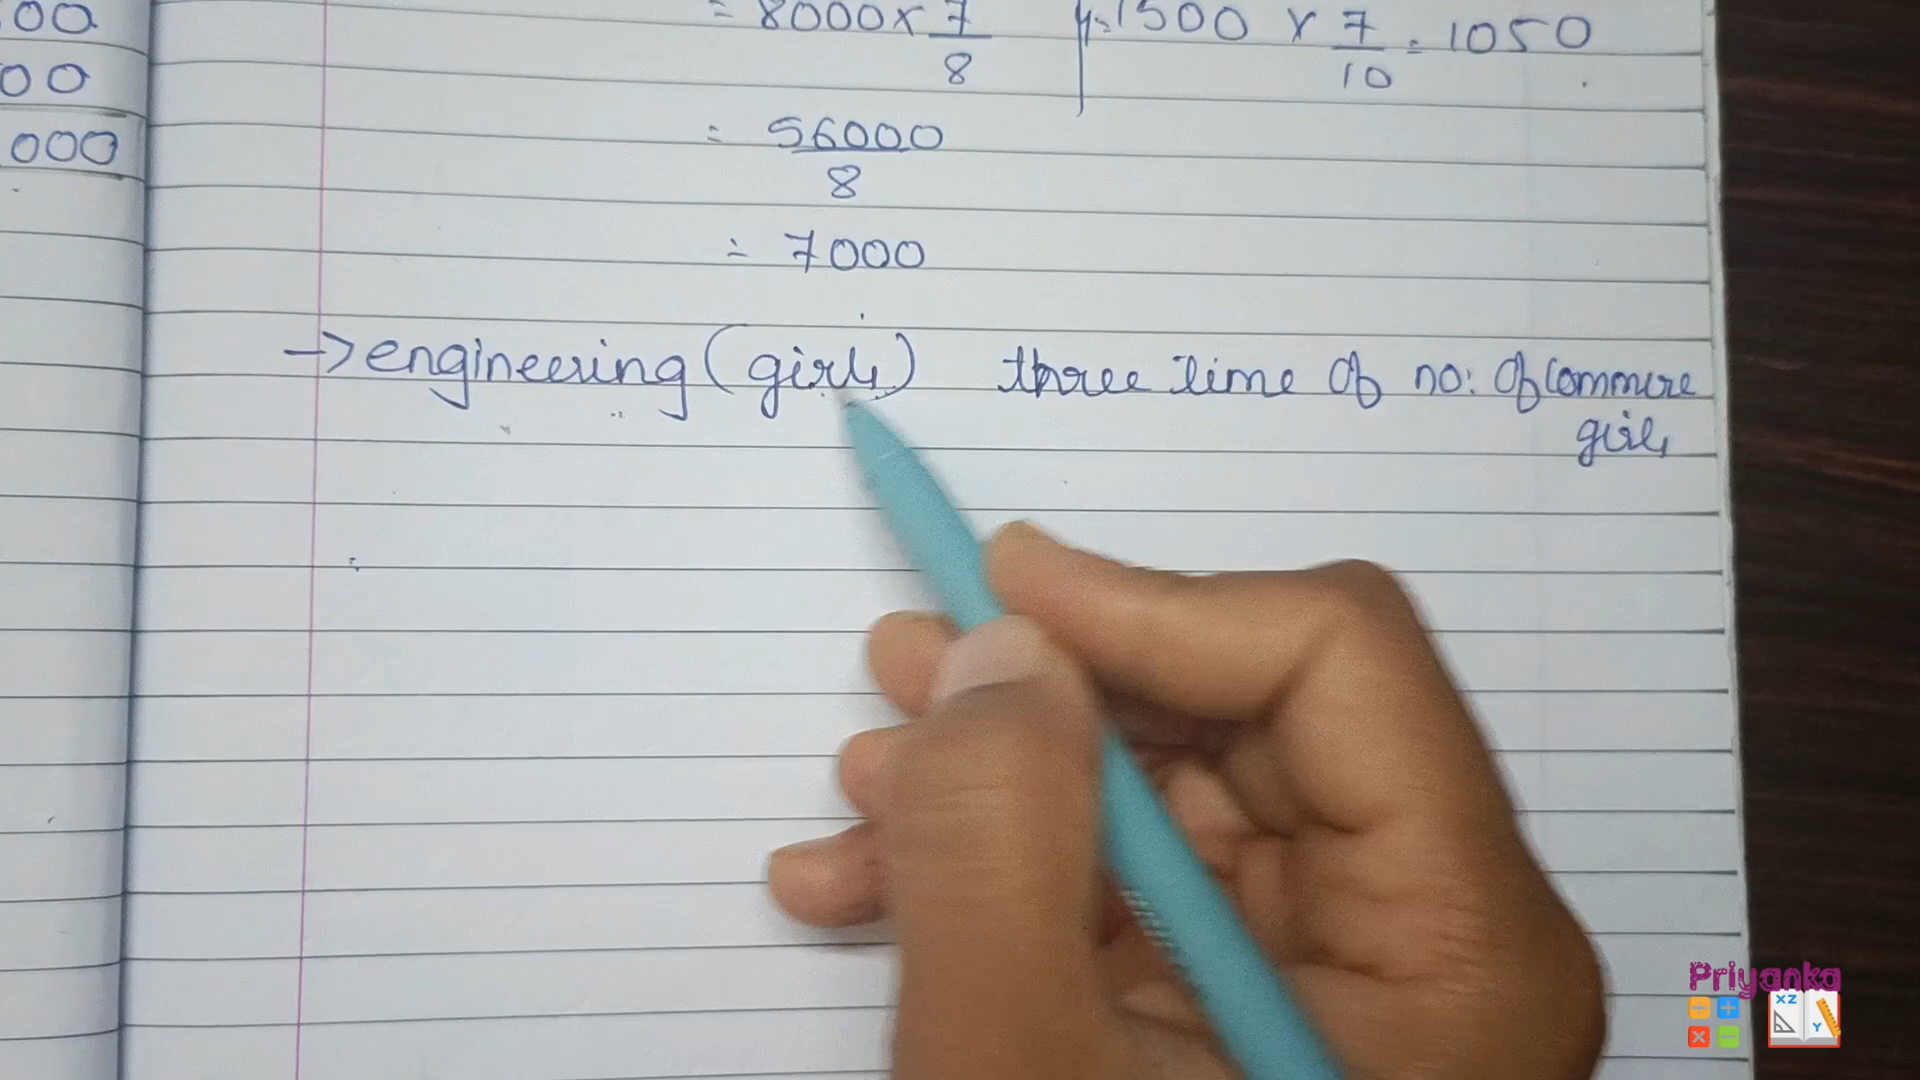 00
00
000
= 8000 × 7/8
y = 1500 × 7/10 = 1050
= 56000/8
= 7000
→ engineering (girls) three time of no. of commerce
girls
Priyanka
XZ
Y